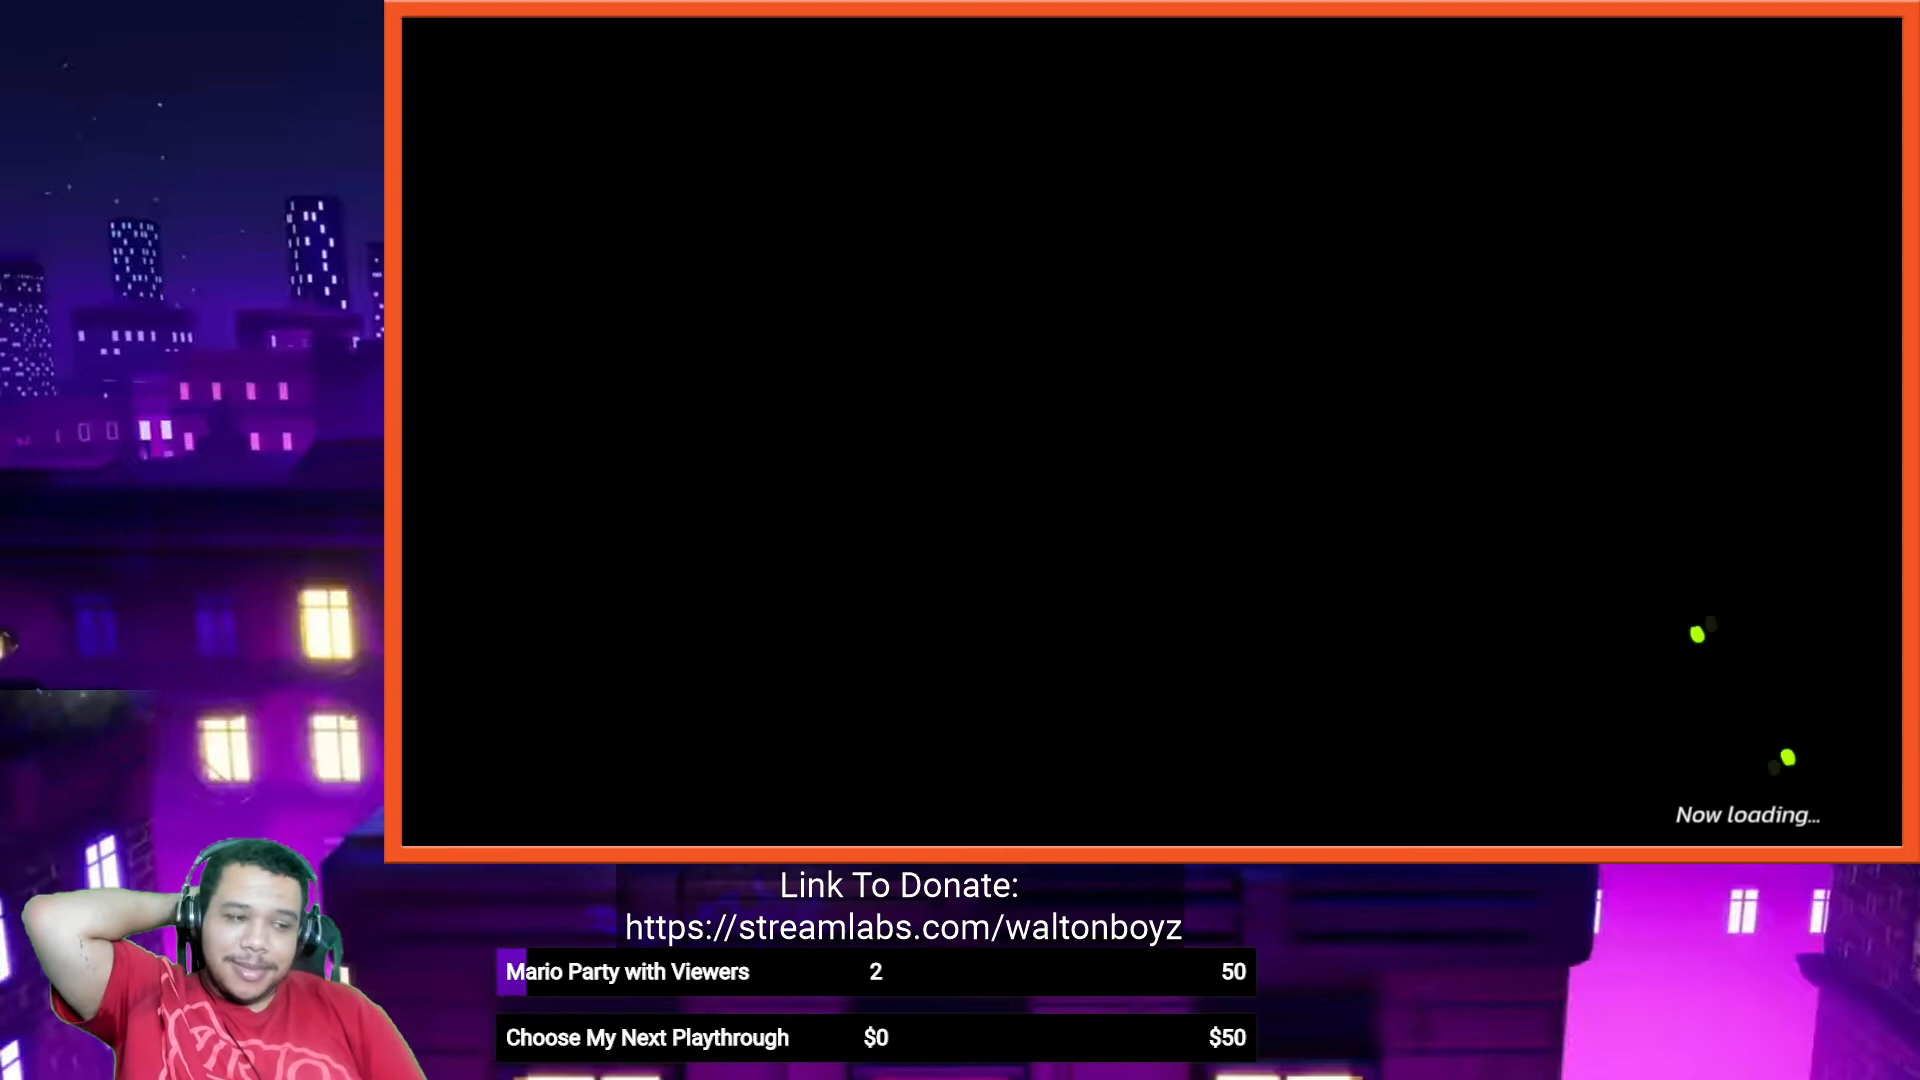 Now loading...
Link To Donate:
https://streamlabs.com/waltonboyz
Mario Party with Viewers 2 50
Choose My Next Playthrough $0 $50